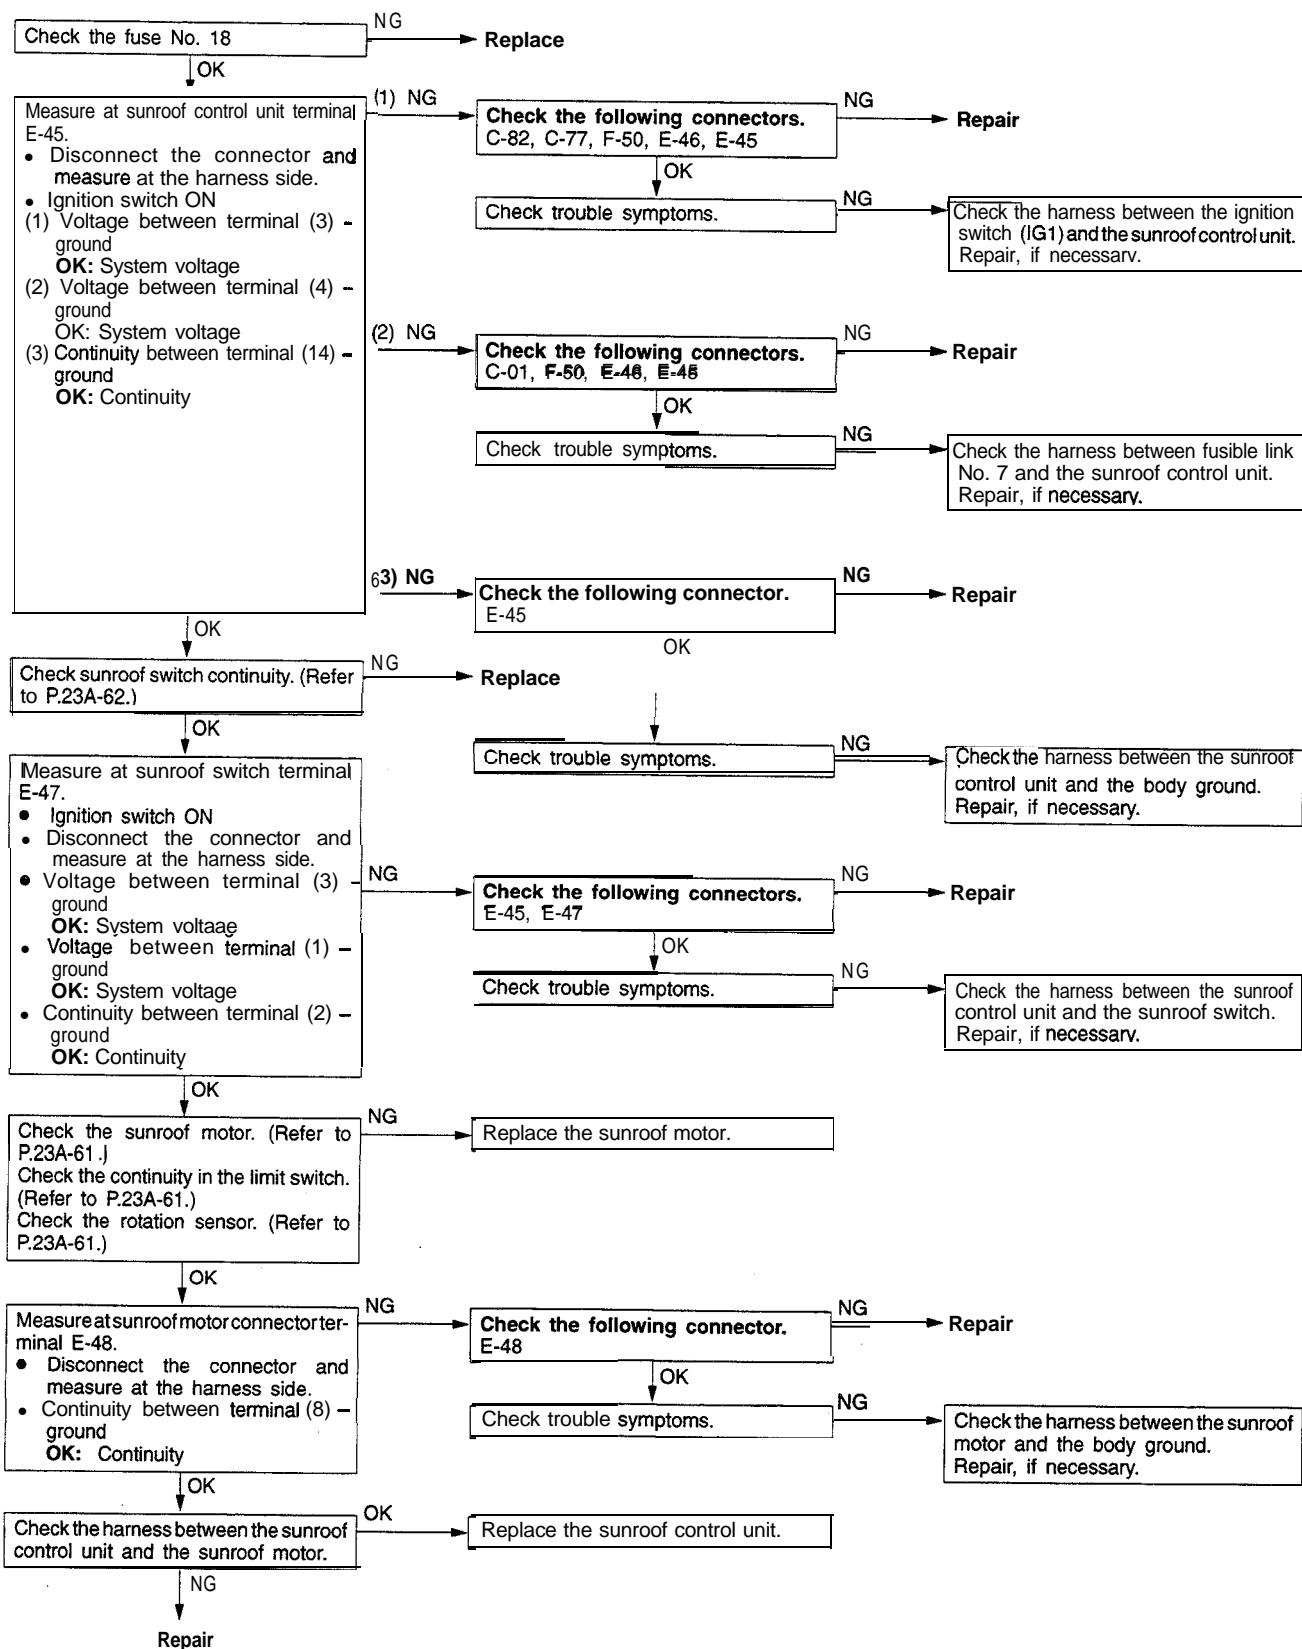 Check the fuse No. 18
NG
Replace
OK
Measure at sunroof control unit terminal
E-45.
• Disconnect the connector and
measure at the harness side.
• Ignition switch ON
(1) Voltage between terminal (3) –
ground
OK: System voltage
(2) Voltage between terminal (4) –
ground
OK: System voltage
(3) Continuity between terminal (14) –
ground
OK: Continuity
(1) NG
Check the following connectors.
C-82, C-77, F-50, E-46, E-45
NG
Repair
OK
Check trouble symptoms.
NG
Check the harness between the ignition
switch (IG1) and the sunroof control unit.
Repair, if necessary.
(2) NG
Check the following connectors.
C-01, F-50, E-46, E-45
NG
Repair
OK
Check trouble symptoms.
NG
Check the harness between fusible link
No. 7 and the sunroof control unit.
Repair, if necessary.
63) NG
Check the following connector.
E-45
NG
Repair
OK
Check trouble symptoms.
NG
Check the harness between the sunroof
control unit and the body ground.
Repair, if necessary.
OK
Check sunroof switch continuity. (Refer
to P.23A-62.)
NG
Replace
OK
Measure at sunroof switch terminal
E-47.
• Ignition switch ON
• Disconnect the connector and
measure at the harness side.
• Voltage between terminal (3) –
ground
OK: System voltaae
• Voltage between terminal (1) –
ground
OK: System voltage
• Continuity between terminal (2) –
ground
OK: Continuity
NG
Check the following connectors.
E-45, E-47
NG
Repair
OK
Check trouble symptoms.
NG
Check the harness between the sunroof
control unit and the sunroof switch.
Repair, if necessary.
OK
Check the sunroof motor. (Refer to
P.23A-61.)
Check the continuity in the limit switch.
(Refer to P.23A-61.)
Check the rotation sensor. (Refer to
P.23A-61.)
NG
Replace the sunroof motor.
OK
Measure at sunroof motor connector ter-
minal E-48.
• Disconnect the connector and
measure at the harness side.
• Continuity between terminal (8) –
ground
OK: Continuity
NG
Check the following connector.
E-48
NG
Repair
OK
Check trouble symptoms.
NG
Check the harness between the sunroof
motor and the body ground.
Repair, if necessary.
OK
Check the harness between the sunroof
control unit and the sunroof motor.
OK
Replace the sunroof control unit.
NG
Repair